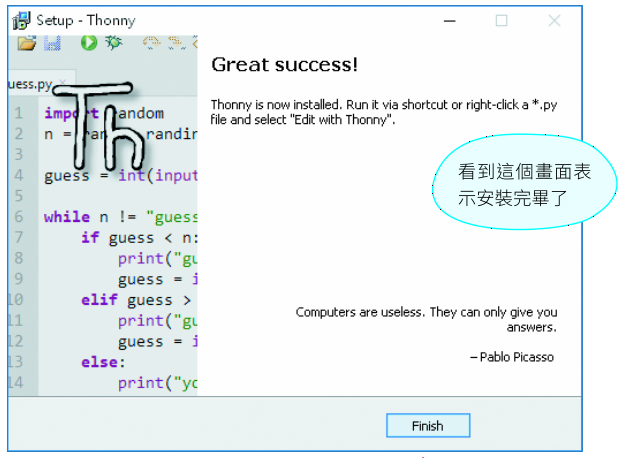 Setup - Thonny
uess.py
Th
1 import random
2 n = ran randin
3
4 guess = int(input
5
6 while n != "guess
7 if guess < n:
8 print("gu
9 guess = i
10 elif guess >
11 print("gu
12 guess = i
13 else:
14 print("yo
Great success!
Thonny is now installed. Run it via shortcut or right-click a *.py
file and select "Edit with Thonny".
看到這個畫面表
示安裝完畢了
Computers are useless. They can only give you
answers.
– Pablo Picasso
Finish